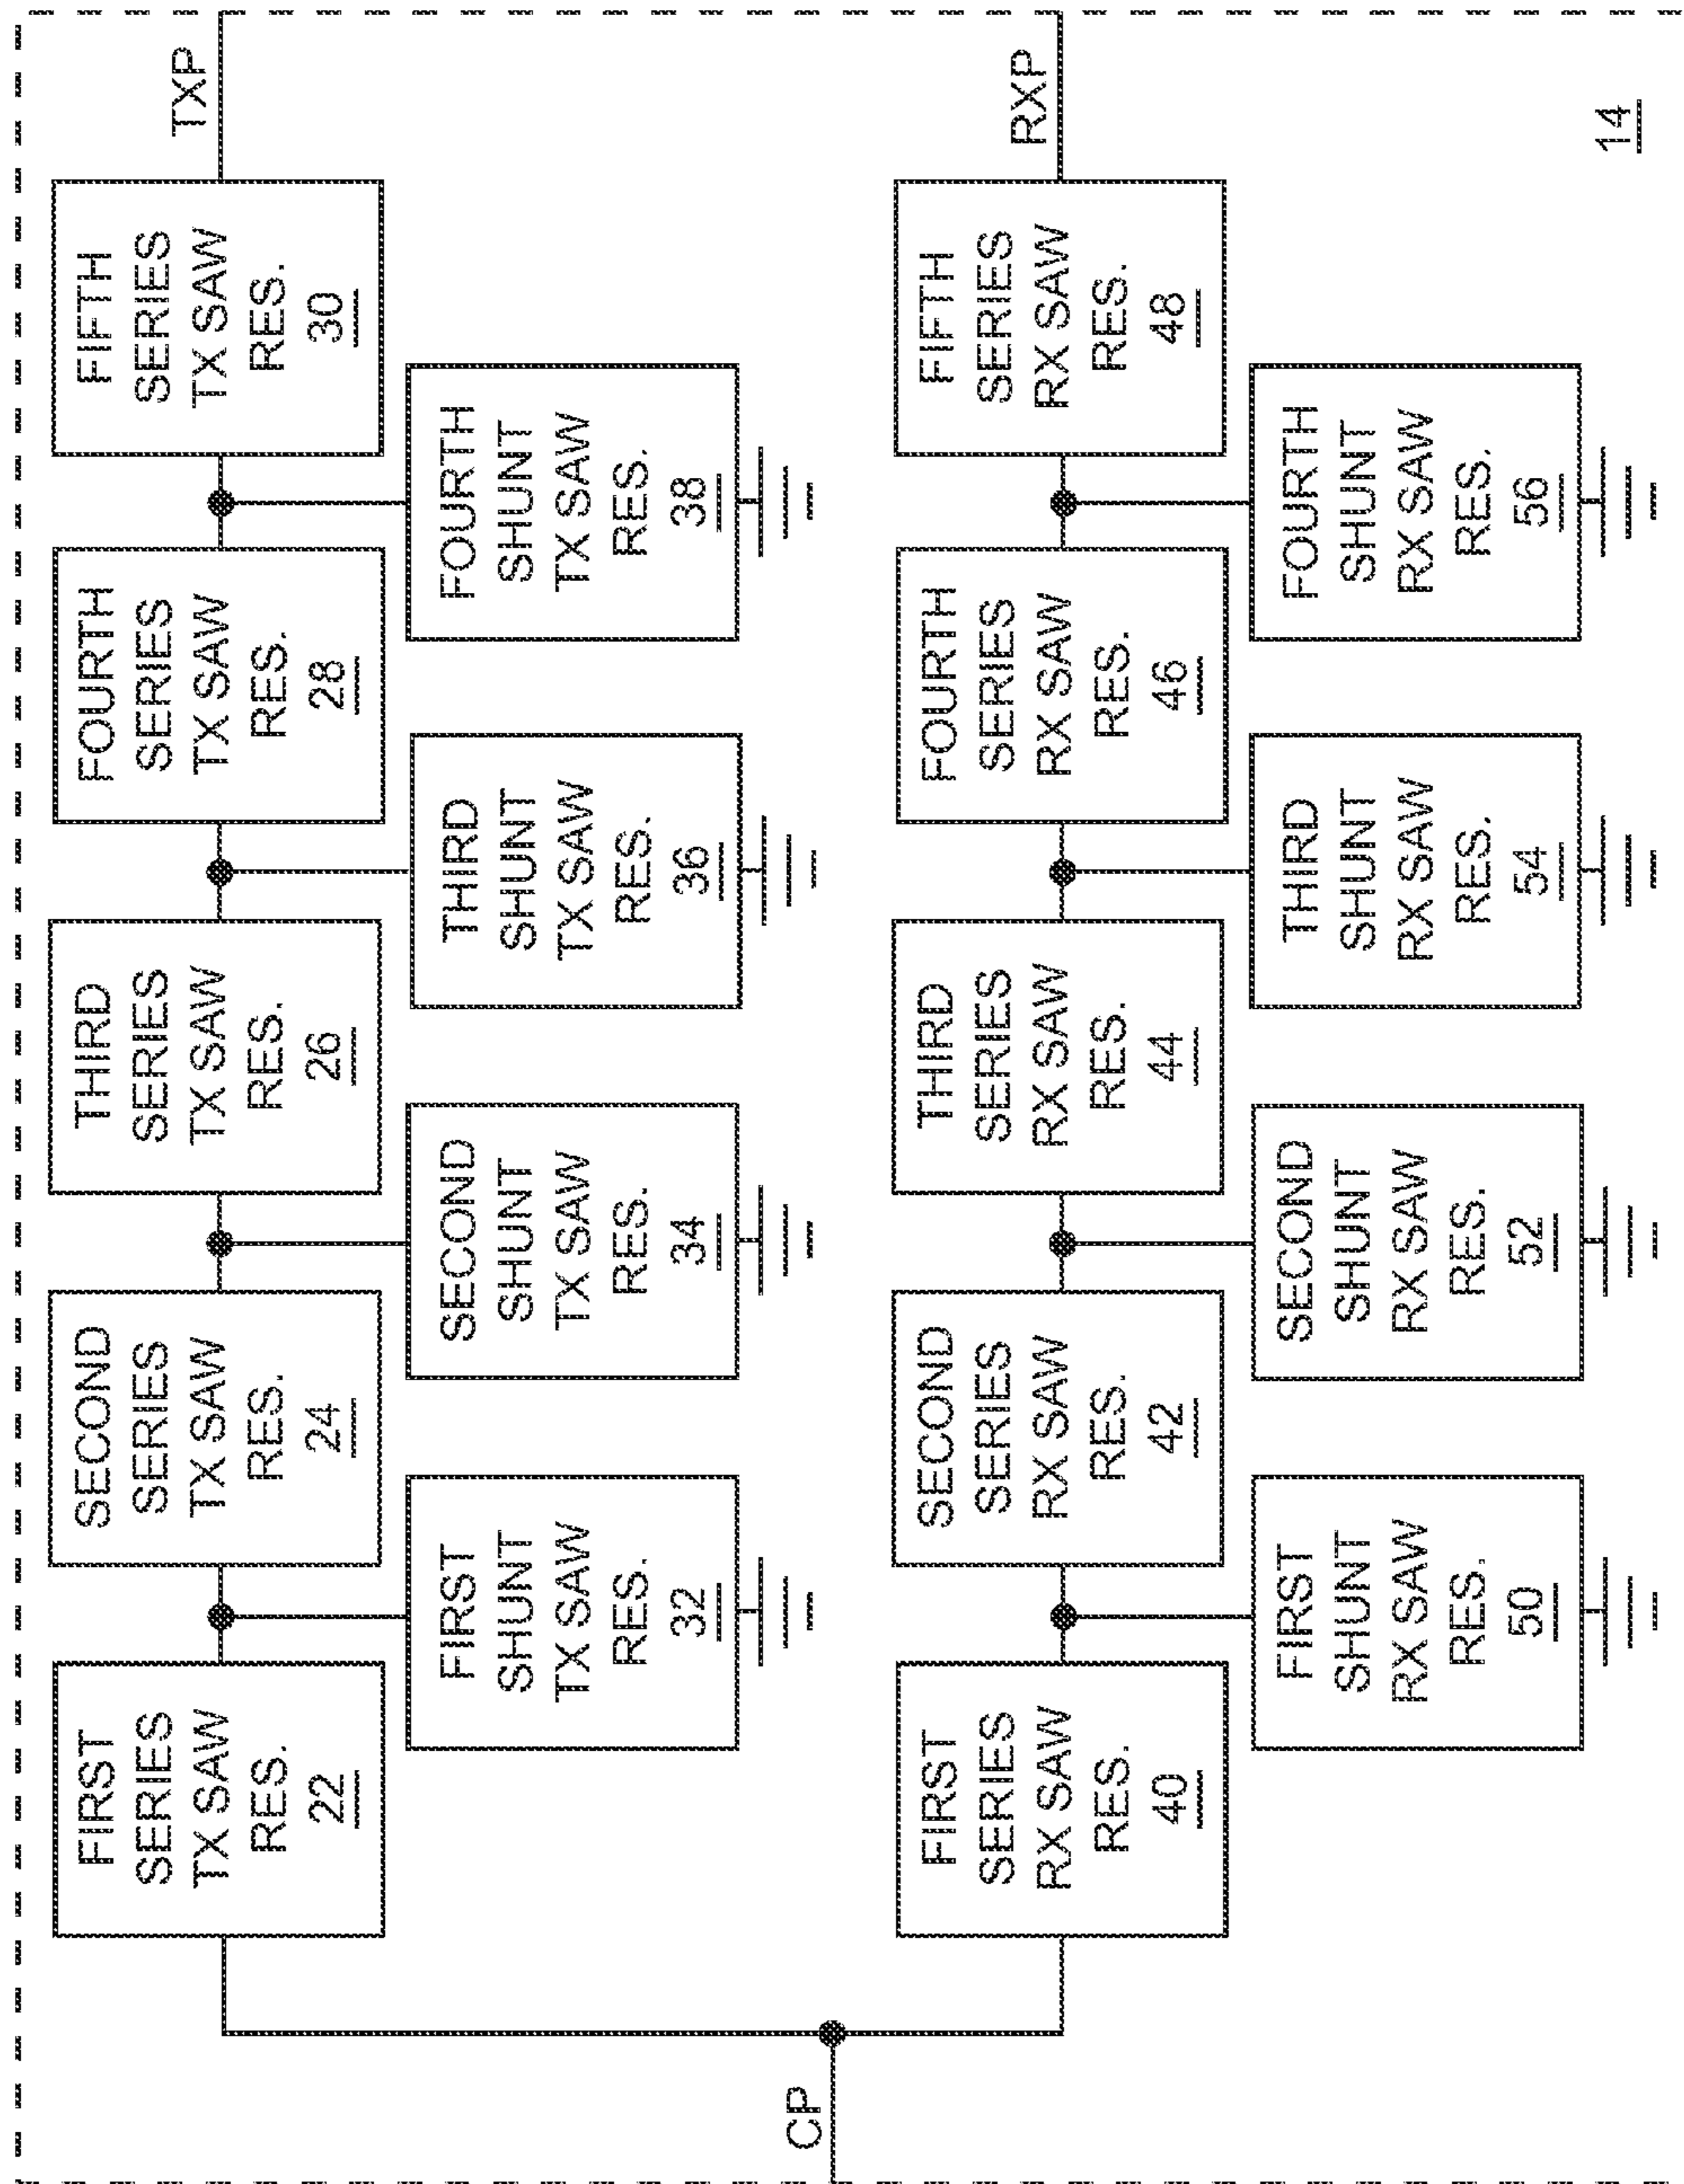 CP
FIRST
SERIES
TX SAW
RES.
22
SECOND
SERIES
TX SAW
RES.
24
THIRD
SERIES
TX SAW
RES.
26
FOURTH
SERIES
TX SAW
RES.
28
FIFTH
SERIES
TX SAW
RES.
30
TXP
FIRST
SHUNT
TX SAW
RES.
32
SECOND
SHUNT
TX SAW
RES.
34
THIRD
SHUNT
TX SAW
RES.
36
FOURTH
SHUNT
TX SAW
RES.
38
FIRST
SERIES
RX SAW
RES.
40
SECOND
SERIES
RX SAW
RES.
42
THIRD
SERIES
RX SAW
RES.
44
FOURTH
SERIES
RX SAW
RES.
46
FIFTH
SERIES
RX SAW
RES.
48
RXP
FIRST
SHUNT
RX SAW
RES.
50
SECOND
SHUNT
RX SAW
RES.
52
THIRD
SHUNT
RX SAW
RES.
54
FOURTH
SHUNT
RX SAW
RES.
56
14